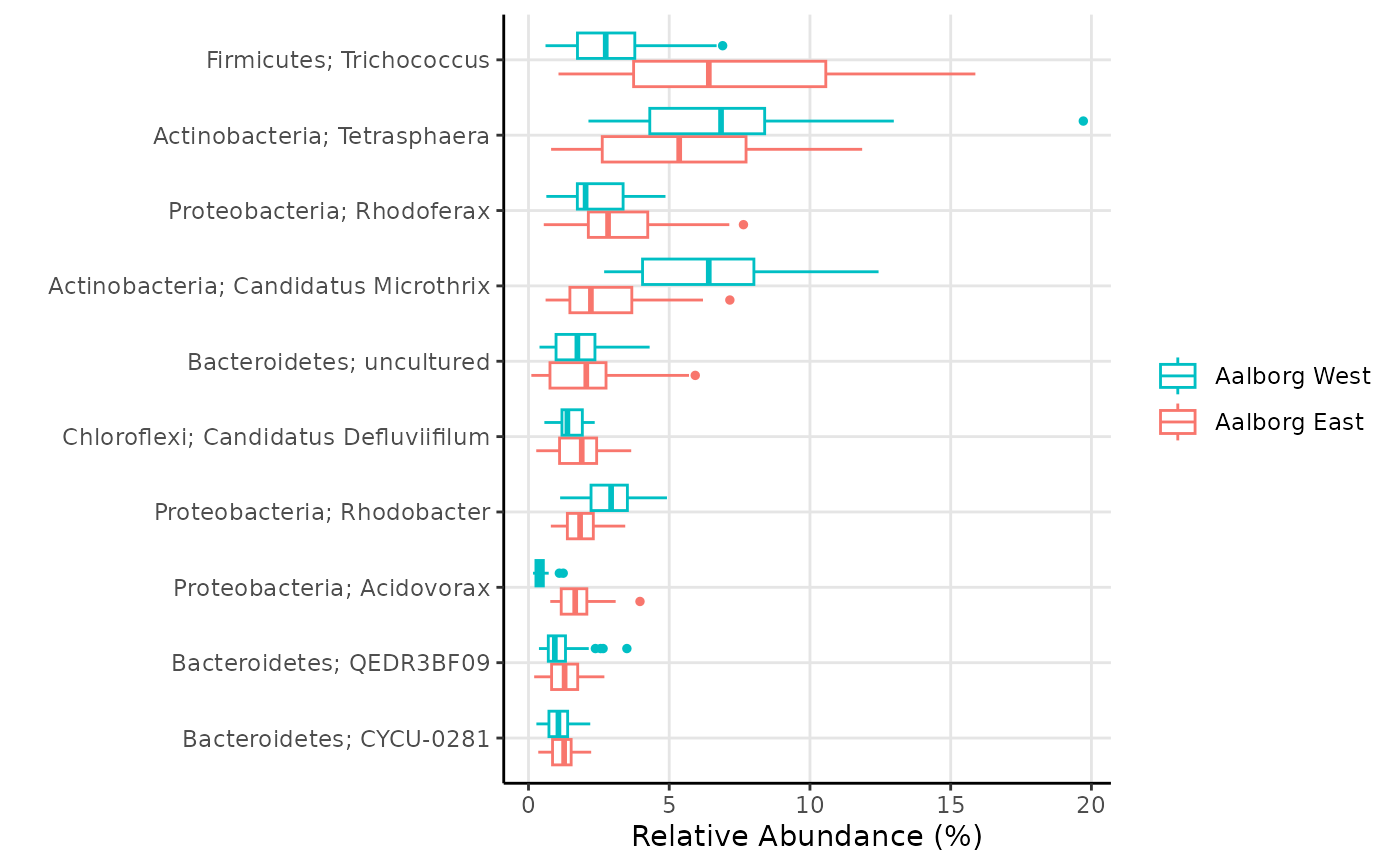 Firmicutes; Trichococcus
Actinobacteria; Tetrasphaera
Proteobacteria; Rhodoferax
Actinobacteria; Candidatus Microthrix
Bacteroidetes; uncultured
Chloroflexi; Candidatus Defluviifilum
Proteobacteria; Rhodobacter
Proteobacteria; Acidovorax
Bacteroidetes; QEDR3BF09
Bacteroidetes; CYCU-0281
0 5 10 15 20
Relative Abundance (%)
Aalborg West
Aalborg East